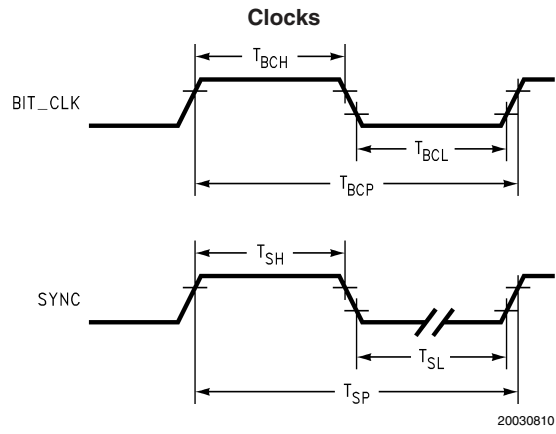 Clocks
T_BCH
BIT_CLK
T_BCL
T_BCP
T_SH
SYNC
T_SL
T_SP
20030810